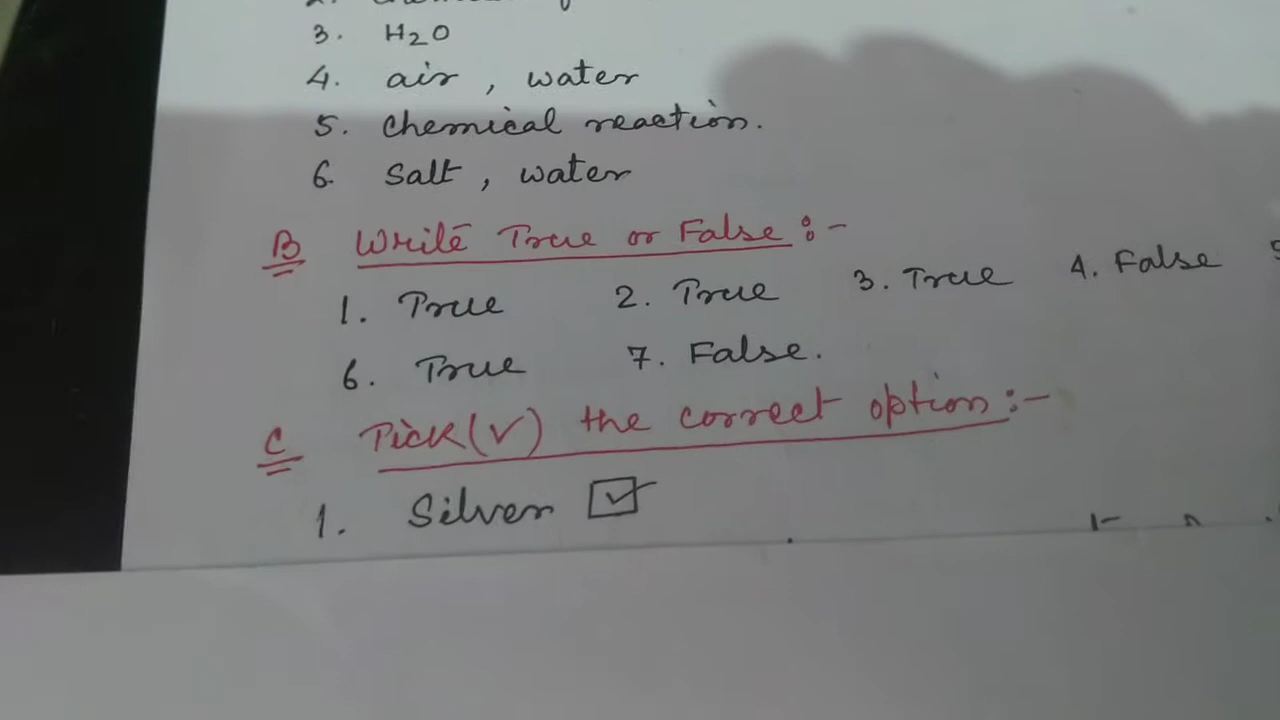 3. H2O
4. air, water
5. chemical reaction.
6. salt, water
B Write True or False :-
1. True 2. True 3. True 4. False
6. True 7. False.
C Tick(✓) the correct option :-
1. Silver ☑